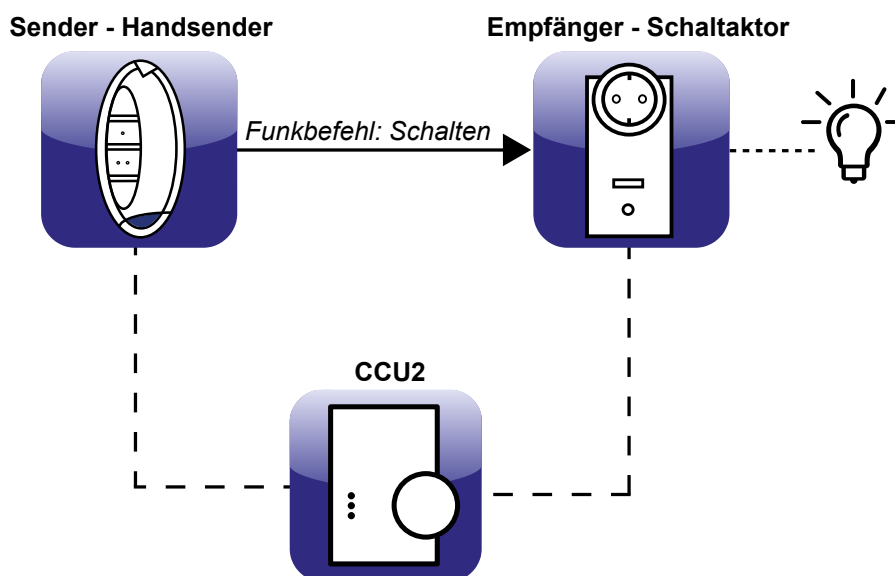 Sender - Handsender
Empfänger - Schaltaktor
Funkbefehl: Schalten
CCU2